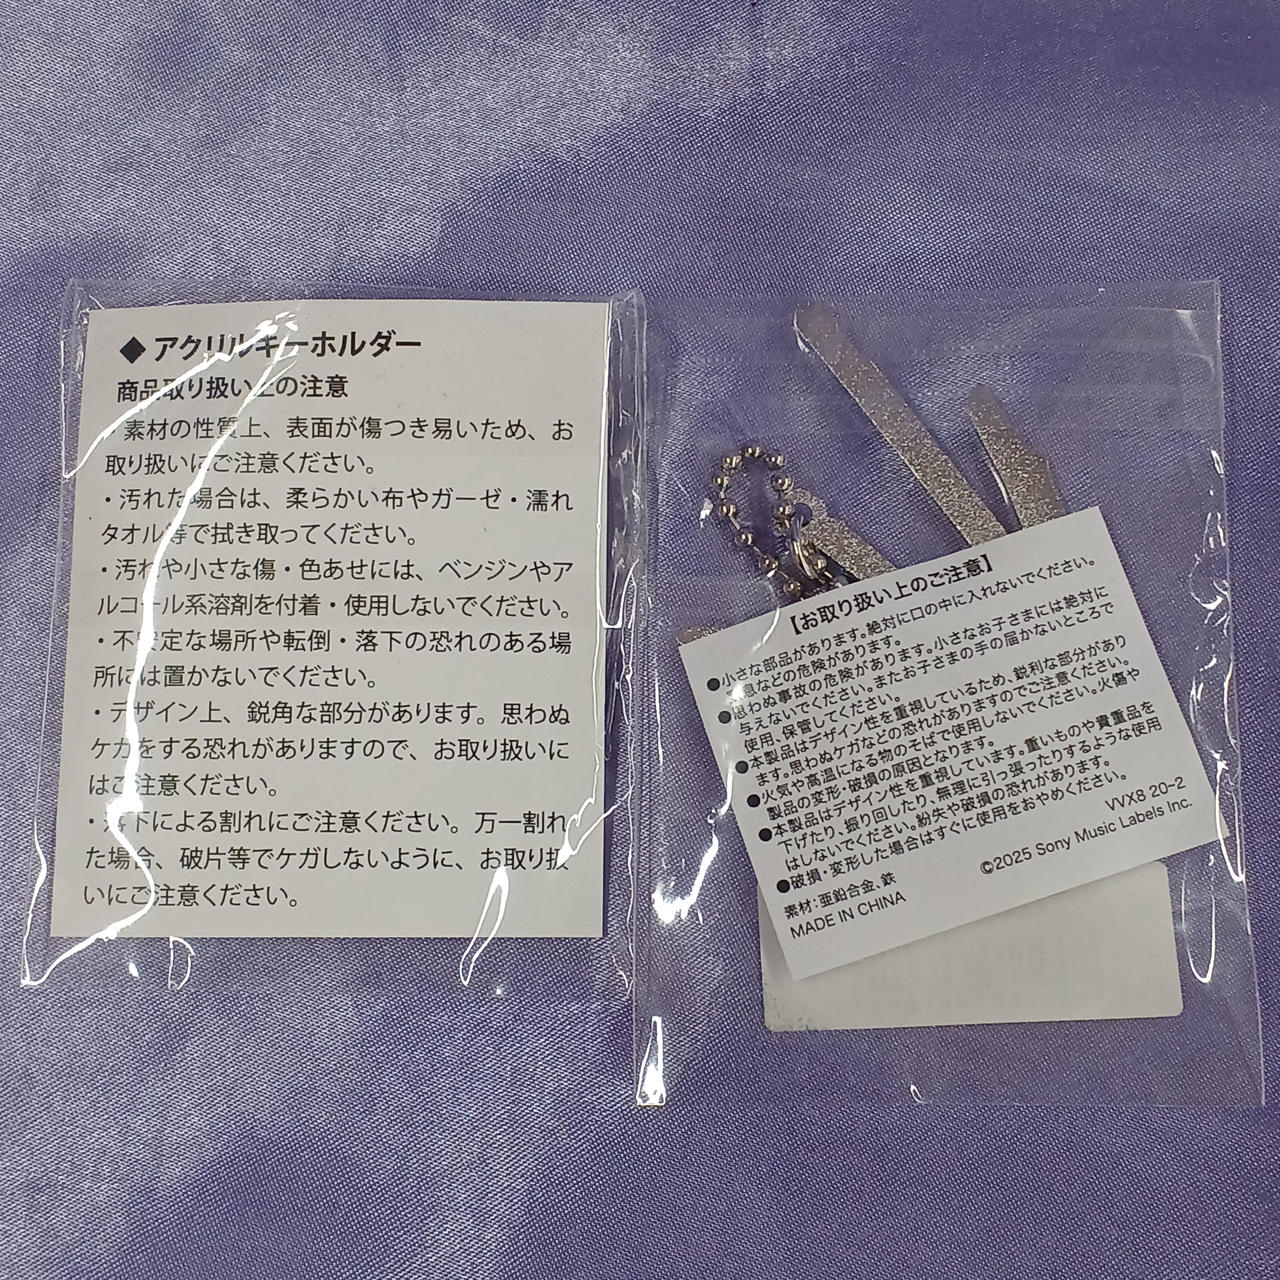 ◆ アクリルキーホルダー
商品取り扱い上の注意
・素材の性質上、表面が傷つき易いため、お
取り扱いにご注意ください。
・汚れた場合は、柔らかい布やガーゼ・濡れ
タオル等で拭き取ってください。
・汚れや小さな傷・色あせには、ベンジンやア
ルコール系溶剤を付着・使用しないでください。
・不安定な場所や転倒・落下の恐れのある場
所には置かないでください。
・デザイン上、鋭角な部分があります。思わぬ
ケガをする恐れがありますので、お取り扱いに
はご注意ください。
・落下による割れにご注意ください。万一割れ
た場合、破片等でケガしないように、お取り扱
いにご注意ください。
【お取り扱い上のご注意】
●小さな部品があります。絶対に口の中に入れないでください。
窒息などの危険があります。
●思わぬ事故の危険があります。小さなお子さまには絶対に
与えないでください。またお子さまの手の届かないところで
使用、保管してください。
●本製品はデザイン性を重視しているため、鋭利な部分があり
ます。思わぬケガなどの恐れがありますのでご注意ください。
●火気や高温になる物のそばで使用しないでください。火傷や
製品の変形・破損の原因となります。
●本製品はデザイン性を重視しています。重いものや貴重品を
下げたり、振り回したり、無理に引っ張ったりするような使用
はしないでください。紛失や破損の恐れがあります。
●破損・変形した場合はすぐに使用をおやめください。
素材：亜鉛合金、鉄
MADE IN CHINA
VVX8 20-2
©2025 Sony Music Labels Inc.